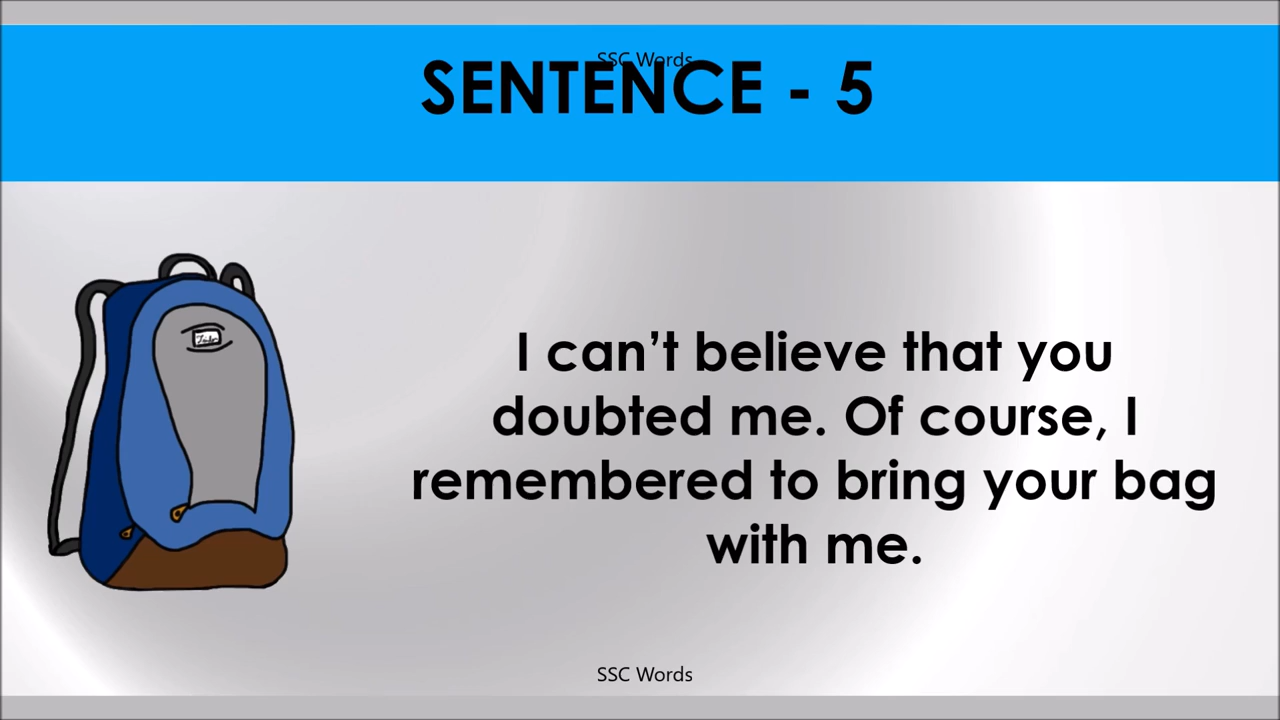 SSC Words
SENTENCE - 5
I can’t believe that you
doubted me. Of course, I
remembered to bring your bag
with me.
SSC Words